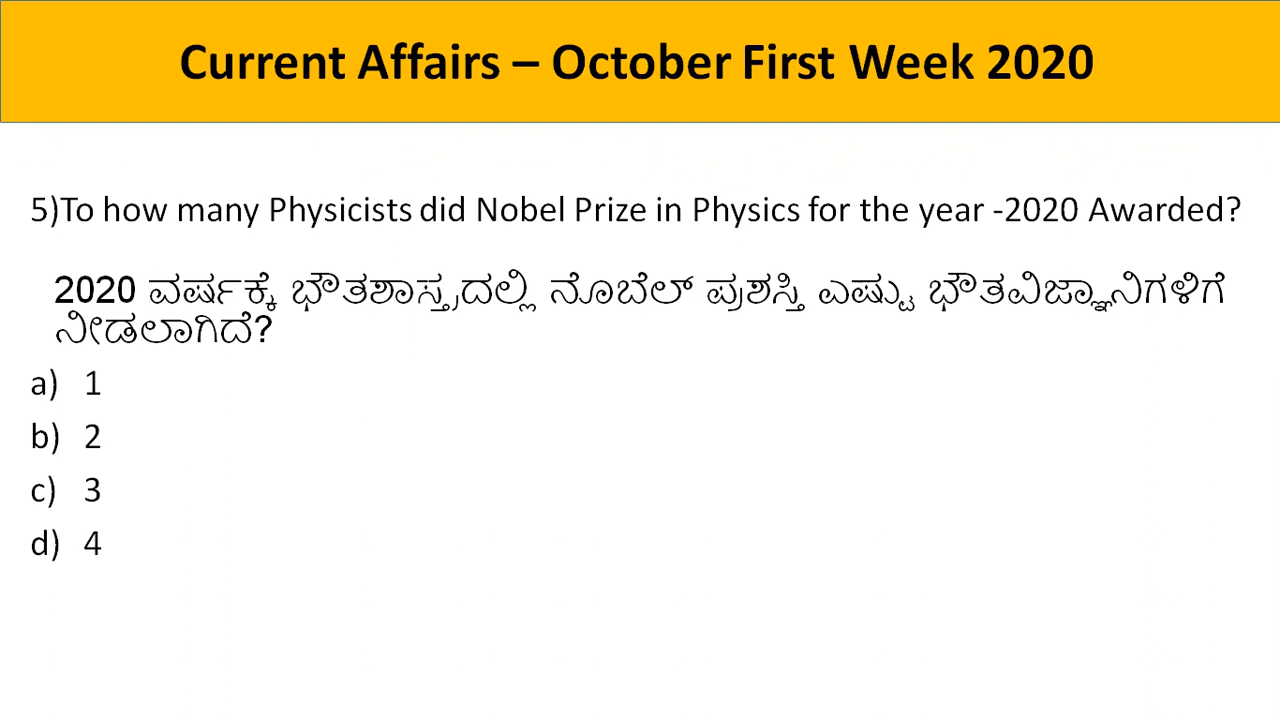 Current Affairs – October First Week 2020
5)To how many Physicists did Nobel Prize in Physics for the year -2020 Awarded?
2020 ವರ್ಷಕ್ಕೆ ಭೌತಶಾಸ್ತ್ರದಲ್ಲಿ ನೊಬೆಲ್ ಪ್ರಶಸ್ತಿ ಎಷ್ಟು ಭೌತವಿಜ್ಞಾನಿಗಳಿಗೆ
ನೀಡಲಾಗಿದೆ?
a) 1
b) 2
c) 3
d) 4